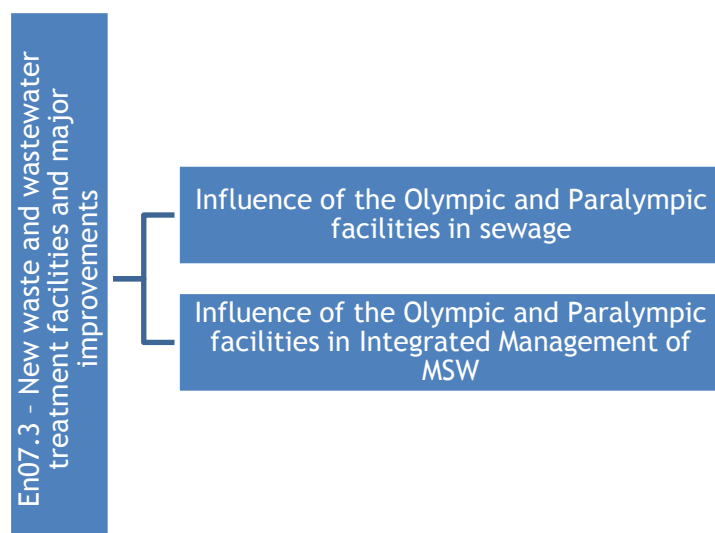 En07.3 – New waste and wastewater
treatment facilities and major
improvements
Influence of the Olympic and Paralympic
facilities in sewage
Influence of the Olympic and Paralympic
facilities in Integrated Management of
MSW